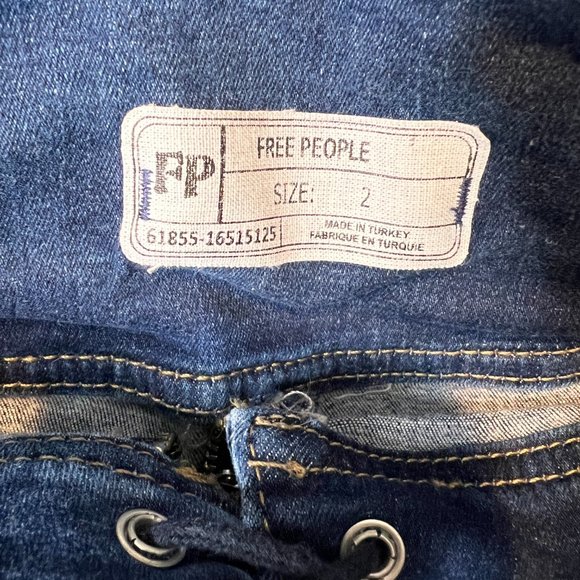 FP
FREE PEOPLE
SIZE: 2
61855-16515125
MADE IN TURKEY
FABRIQUE EN TURQUIE